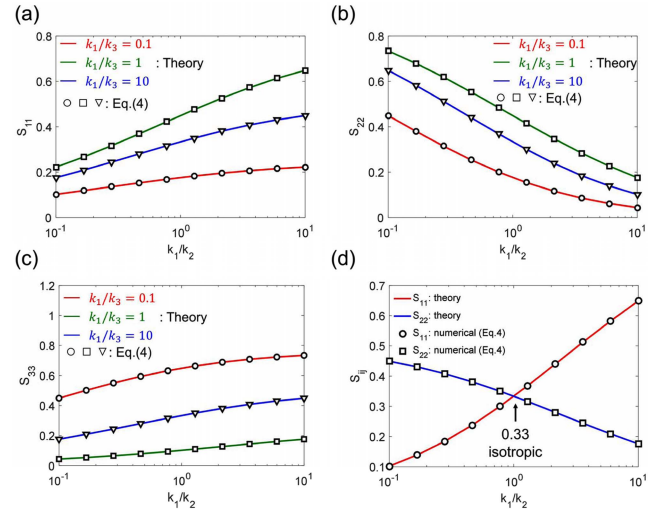 (a)
k₁/k₃ = 0.1
k₁/k₃ = 1 : Theory
k₁/k₃ = 10
: Eq.(4)
S₁₁
0.8
0.6
0.4
0.2
0
10⁻¹
10⁰
10¹
k₁/k₂
(b)
k₁/k₃ = 0.1
k₁/k₃ = 1 : Theory
k₁/k₃ = 10
: Eq.(4)
S₂₂
0.8
0.6
0.4
0.2
0
10⁻¹
10⁰
10¹
k₁/k₂
(c)
k₁/k₃ = 0.1
k₁/k₃ = 1 : Theory
k₁/k₃ = 10
: Eq.(4)
S₃₃
1.2
1
0.8
0.6
0.4
0.2
0
10⁻¹
10⁰
10¹
k₁/k₂
(d)
S₁₁: theory
S₂₂: theory
S₁₁: numerical (Eq.4)
S₂₂: numerical (Eq.4)
0.33
isotropic
Sᵢⱼ
0.7
0.6
0.5
0.4
0.3
0.2
0.1
10⁻¹
10⁰
10¹
k₁/k₂